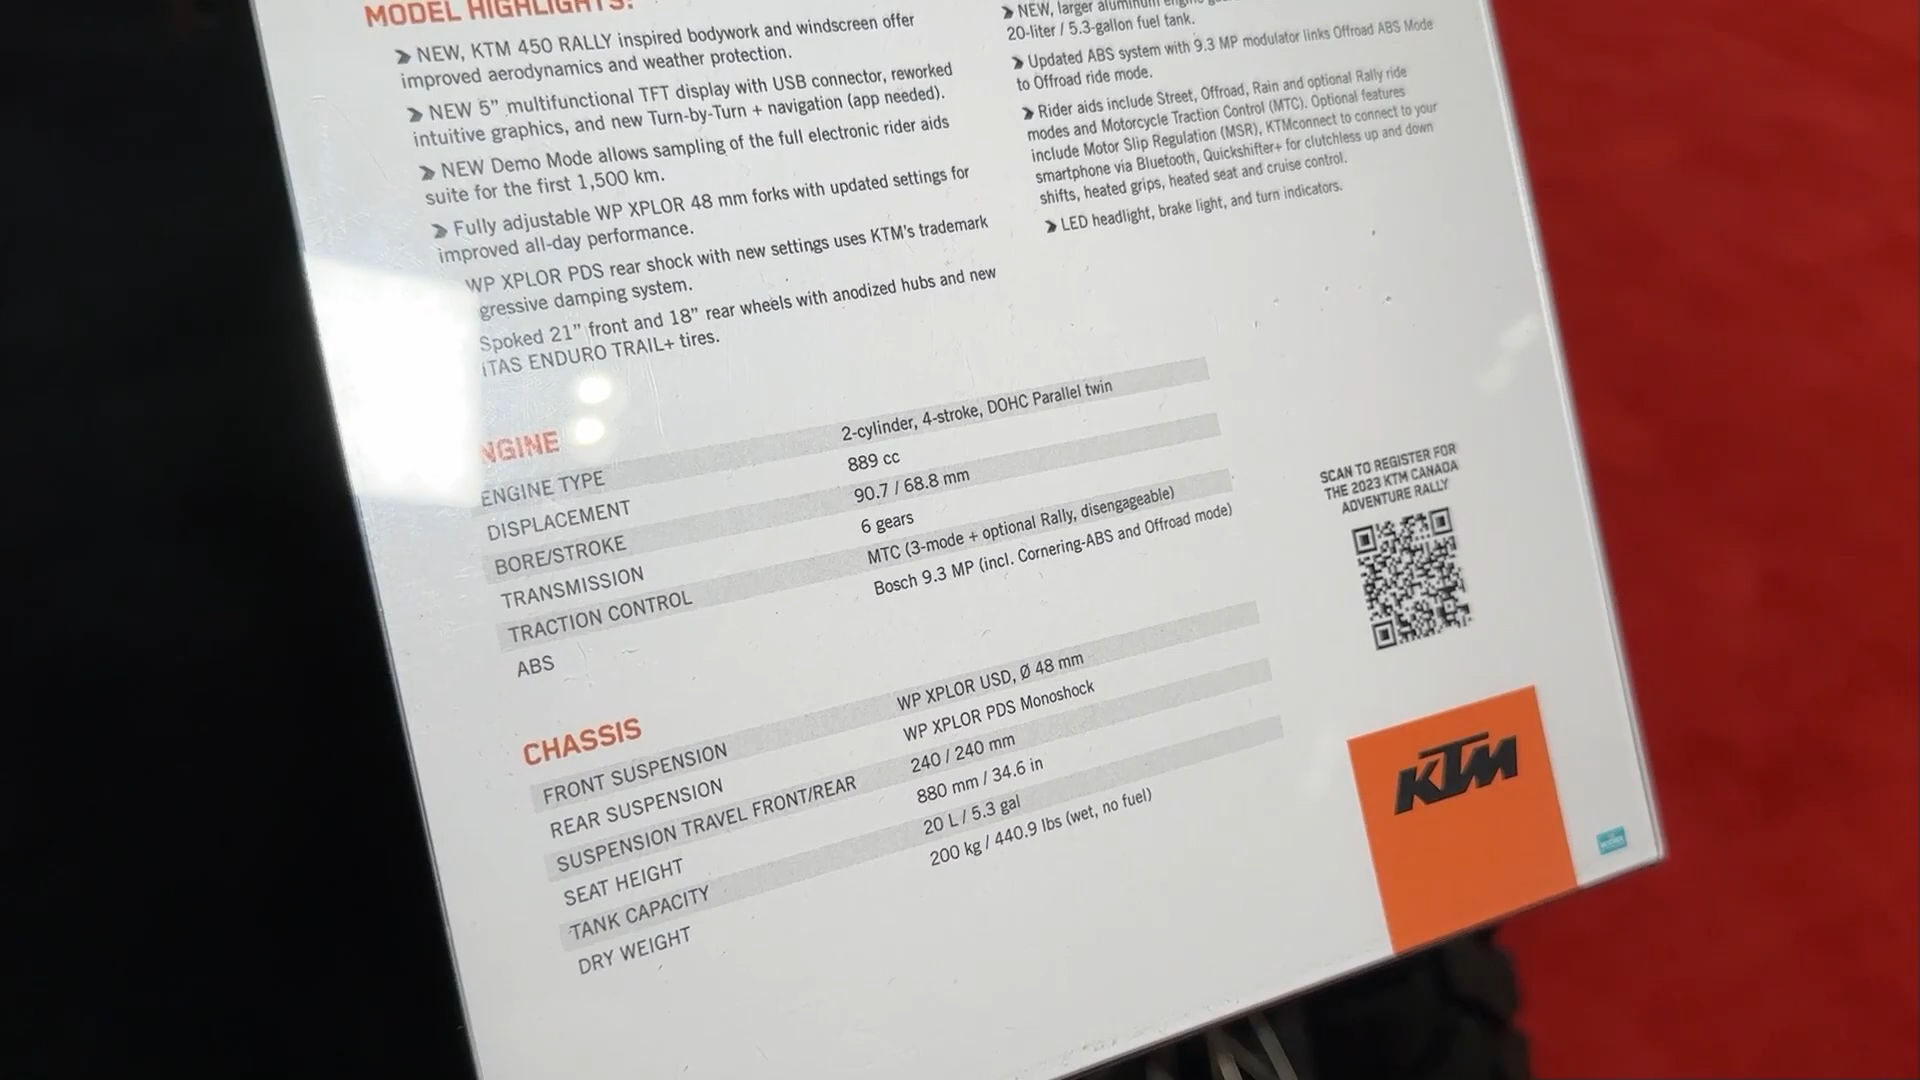 MODEL HIGHLIGHTS:
NEW, KTM 450 RALLY inspired bodywork and windscreen offer
improved aerodynamics and weather protection.
NEW 5" multifunctional TFT display with USB connector, reworked
intuitive graphics, and new Turn-by-Turn + navigation (app needed).
NEW Demo Mode allows sampling of the full electronic rider aids
suite for the first 1,500 km.
Fully adjustable WP XPLOR 48 mm forks with updated settings for
improved all-day performance.
WP XPLOR PDS rear shock with new settings uses KTM's trademark
gressive damping system.
Spoked 21" front and 18" rear wheels with anodized hubs and new
ITAS ENDURO TRAIL+ tires.
NEW, larger aluminum
20-liter / 5.3-gallon fuel tank.
Updated ABS system with 9.3 MP modulator links Offroad ABS Mode
to Offroad ride mode.
Rider aids include Street, Offroad, Rain and optional Rally ride
modes and Motorcycle Traction Control (MTC). Optional features
include Motor Slip Regulation (MSR), KTMconnect to connect to your
smartphone via Bluetooth, Quickshifter+ for clutchless up and down
shifts, heated grips, heated seat and cruise control.
LED headlight, brake light, and turn indicators.
NGINE
ENGINE TYPE 2-cylinder, 4-stroke, DOHC Parallel twin
DISPLACEMENT 889 cc
BORE/STROKE 90.7 / 68.8 mm
TRANSMISSION 6 gears
TRACTION CONTROL MTC (3-mode + optional Rally, disengageable)
ABS Bosch 9.3 MP (incl. Cornering-ABS and Offroad mode)
CHASSIS
FRONT SUSPENSION WP XPLOR USD, Ø 48 mm
REAR SUSPENSION WP XPLOR PDS Monoshock
SUSPENSION TRAVEL FRONT/REAR 240 / 240 mm
SEAT HEIGHT 880 mm / 34.6 in
TANK CAPACITY 20 L / 5.3 gal
DRY WEIGHT 200 kg / 440.9 lbs (wet, no fuel)
SCAN TO REGISTER FOR
THE 2023 KTM CANADA
ADVENTURE RALLY
KTM